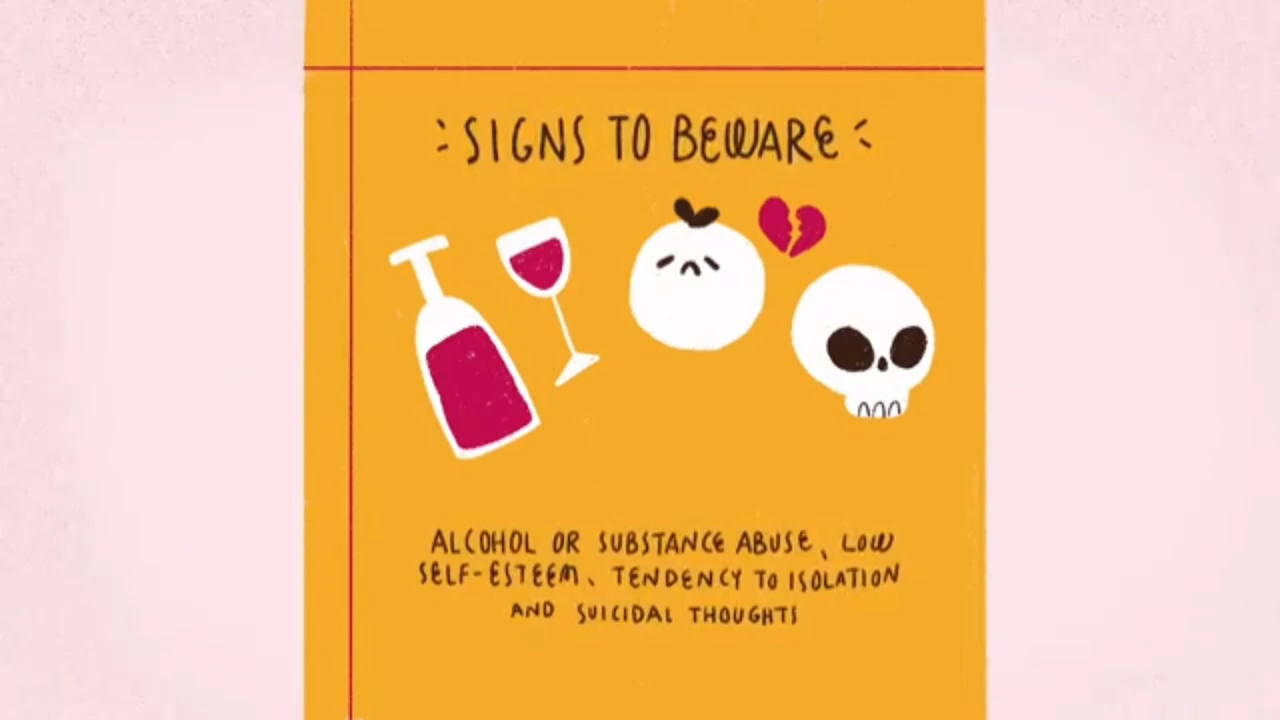 SIGNS TO BEWARE
ALCOHOL OR SUBSTANCE ABUSE, LOW
SELF-ESTEEM, TENDENCY TO ISOLATION
AND SUICIDAL THOUGHTS